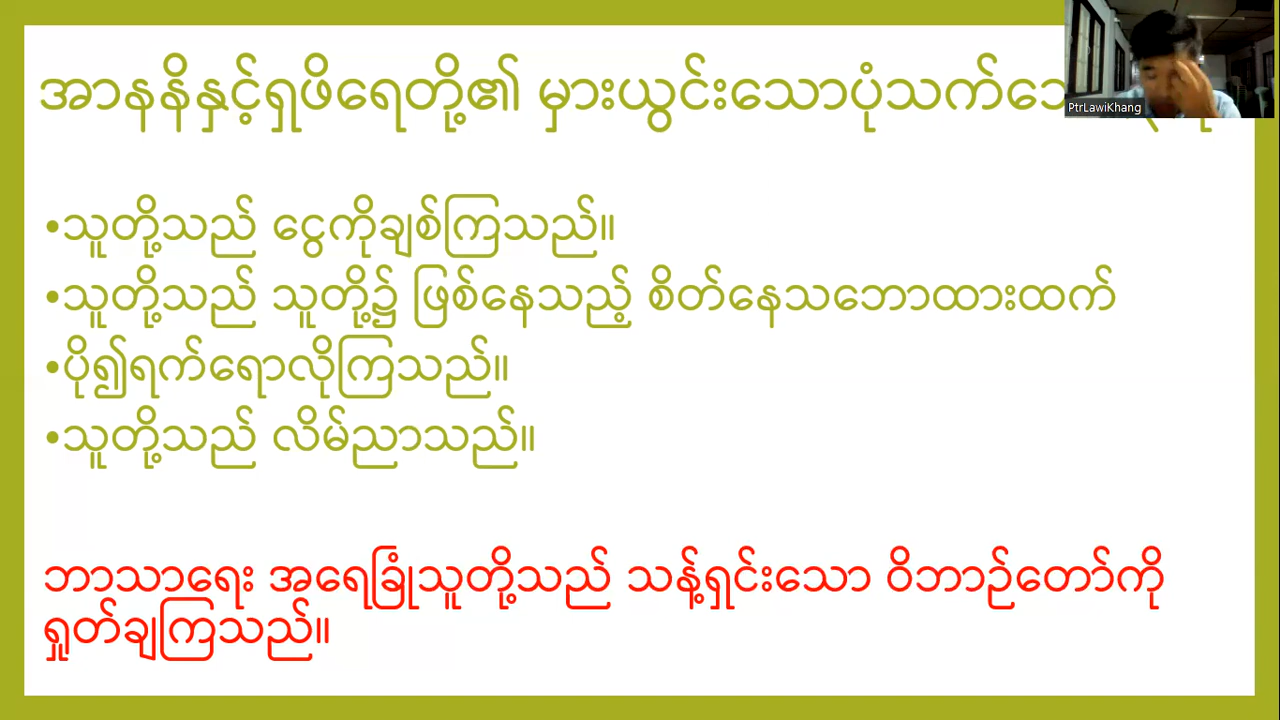 အာနနိနှင့်ရှဖိရေတို့၏ မှားယွင်းသောပုံသက်သေ
PtrLawiKhang
•သူတို့သည် ငွေကိုချစ်ကြသည်။
•သူတို့သည် သူတို့၌ ဖြစ်နေသည့် စိတ်နေသဘောထားထက်
•ပို၍ရက်ရောလိုကြသည်။
•သူတို့သည် လိမ်ညာသည်။
ဘာသာရေး အရေခြုံသူတို့သည် သန့်ရှင်းသော ဝိဘာဉ်တော်ကို
ရှုတ်ချကြသည်။